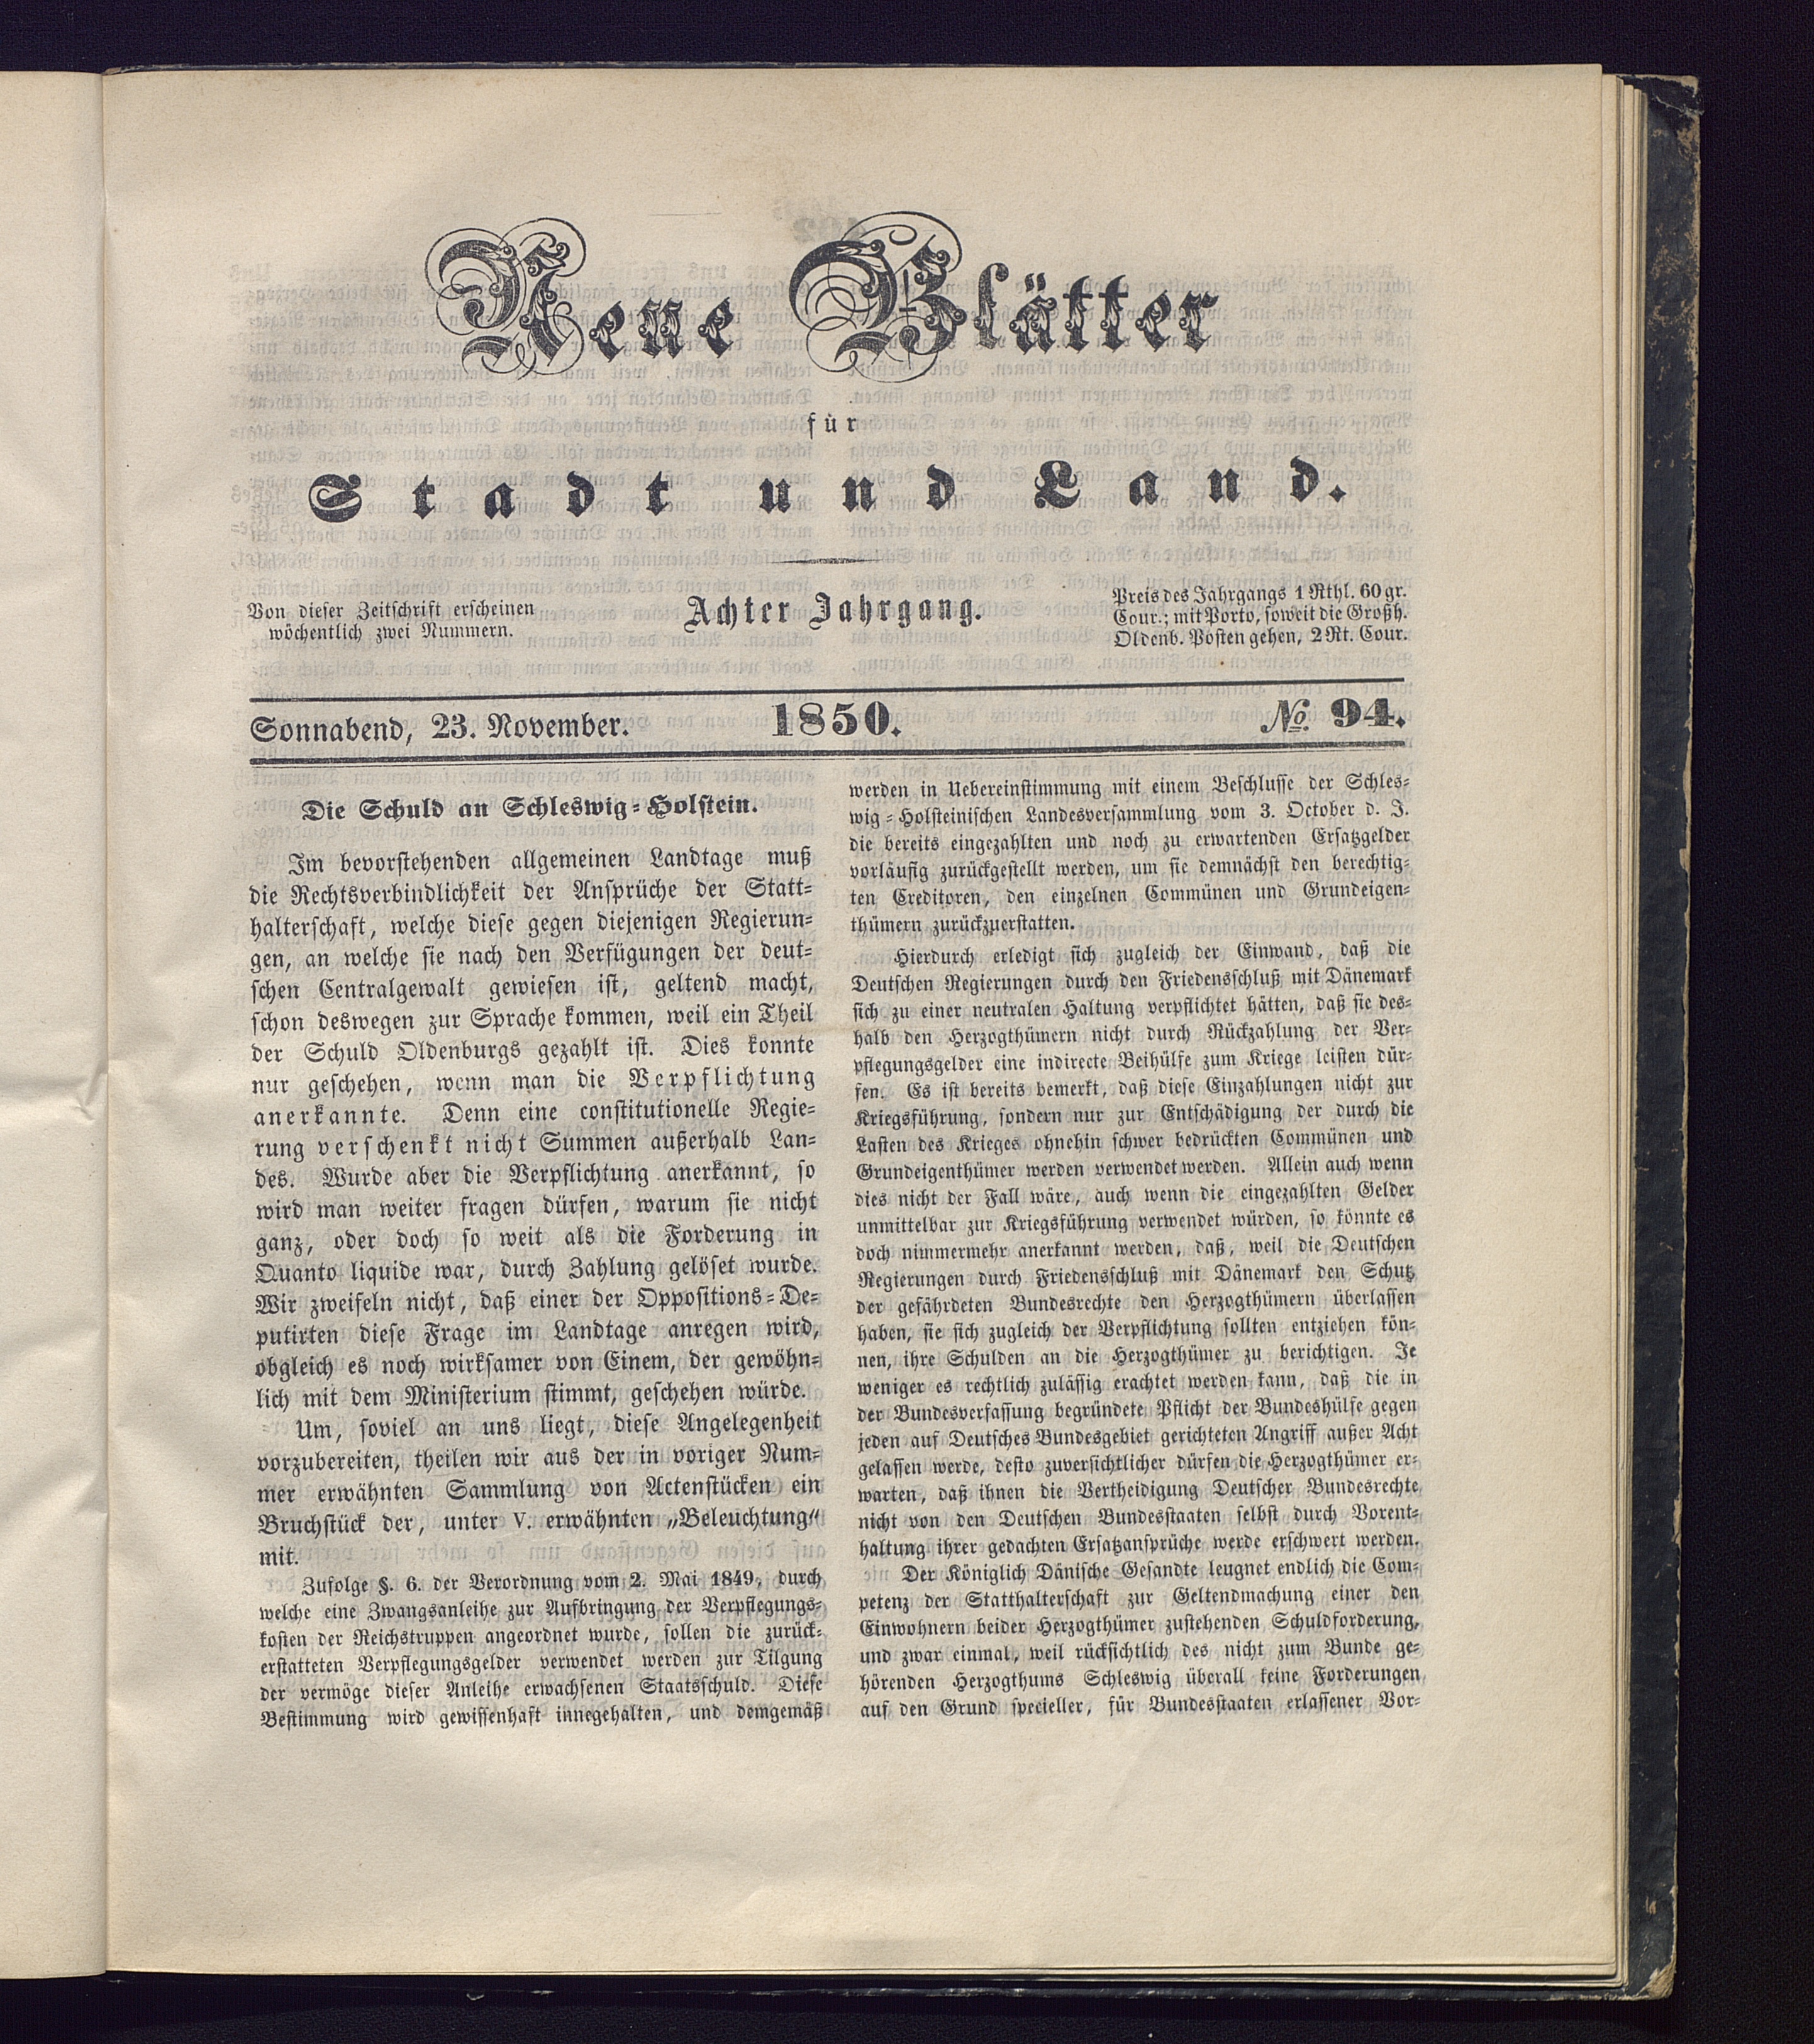 Neue Blätter
für
Stadt und Land.
Von dieser Zeitschrift erscheinen
wöchentlich zwei Nummern.
Achter Jahrgang.
Preis des Jahrgangs 1 Rthl. 60 gr.
Cour.; mit Porto, soweit die Großh.
Oldenb. Posten gehen, 2 Rt. Cour.
Sonnabend, 23. November. 1850. № 94.
Die Schuld an Schleswig-Holstein.
Im bevorstehenden allgemeinen Landtage muß
die Rechtsverbindlichkeit der Ansprüche der Statt-
halterschaft, welche diese gegen diejenigen Regierun-
gen, an welche sie nach den Verfügungen der deut-
schen Centralgewalt gewiesen ist, geltend macht,
schon deswegen zur Sprache kommen, weil ein Theil
der Schuld Oldenburgs gezahlt ist. Dies konnte
nur geschehen, wenn man die Verpflichtung
anerkannte. Denn eine constitutionelle Regie-
rung verschenkt nicht Summen außerhalb Lan-
des. Wurde aber die Verpflichtung anerkannt, so
wird man weiter fragen dürfen, warum sie nicht
ganz, oder doch so weit als die Forderung in
Quanto liquide war, durch Zahlung gelöset wurde.
Wir zweifeln nicht, daß einer der Oppositions-De-
putirten diese Frage im Landtage anregen wird,
obgleich es noch wirksamer von Einem, der gewöhn-
lich mit dem Ministerium stimmt, geschehen würde.
Um, soviel an uns liegt, diese Angelegenheit
vorzubereiten, theilen wir aus der in voriger Num-
mer erwähnten Sammlung von Actenstücken ein
Bruchstück der, unter V. erwähnten „Beleuchtung“
mit.
Zufolge §. 6. der Verordnung vom 2. Mai 1849, durch
welche eine Zwangsanleihe zur Aufbringung der Verpflegungs-
kosten der Reichstruppen angeordnet wurde, sollen die zurück-
erstatteten Verpflegungsgelder verwendet werden zur Tilgung
der vermöge dieser Anleihe erwachsenen Staatsschuld. Diese
Bestimmung wird gewissenhaft innegehalten, und demgemäß
werden in Uebereinstimmung mit einem Beschlusse der Schles-
wig-Holsteinischen Landesversammlung vom 3. October d. J.
die bereits eingezahlten und noch zu erwartenden Ersatzgelder
vorläufig zurückgestellt werden, um sie demnächst den berechtig-
ten Creditoren, den einzelnen Commünen und Grundeigen-
thümern zurückzuerstatten.
Hierdurch erledigt sich zugleich der Einwand, daß die
Deutschen Regierungen durch den Friedensschluß mit Dänemark
sich zu einer neutralen Haltung verpflichtet hätten, daß sie des-
halb den Herzogthümern nicht durch Rückzahlung der Ver-
pflegungsgelder eine indirecte Beihülfe zum Kriege leisten dür-
fen. Es ist bereits bemerkt, daß diese Einzahlungen nicht zur
Kriegsführung, sondern nur zur Entschädigung der durch die
Lasten des Krieges ohnehin schwer bedrückten Commünen und
Grundeigenthümer werden verwendet werden. Allein auch wenn
dies nicht der Fall wäre, auch wenn die eingezahlten Gelder
unmittelbar zur Kriegsführung verwendet würden, so könnte es
doch nimmermehr anerkannt werden, daß, weil die Deutschen
Regierungen durch Friedensschluß mit Dänemark den Schutz
der gefährdeten Bundesrechte den Herzogthümern überlassen
haben, sie sich zugleich der Verpflichtung sollten entziehen kön-
nen, ihre Schulden an die Herzogthümer zu berichtigen. Je
weniger es rechtlich zulässig erachtet werden kann, daß die in
der Bundesverfassung begründete Pflicht der Bundeshülfe gegen
jeden auf Deutsches Bundesgebiet gerichteten Angriff außer Acht
gelassen werde, desto zuversichtlicher dürfen die Herzogthümer er-
warten, daß ihnen die Vertheidigung Deutscher Bundesrechte
nicht von den Deutschen Bundesstaaten selbst durch Vorent-
haltung ihrer gedachten Ersatzansprüche werde erschwert werden.
Der Königlich Dänische Gesandte leugnet endlich die Com-
petenz der Statthalterschaft zur Geltendmachung einer den
Einwohnern beider Herzogthümer zustehenden Schuldforderung,
und zwar einmal, weil rücksichtlich des nicht zum Bunde ge-
hörenden Herzogthums Schleswig überall keine Forderungen
auf den Grund specieller, für Bundesstaaten erlassener Vor-